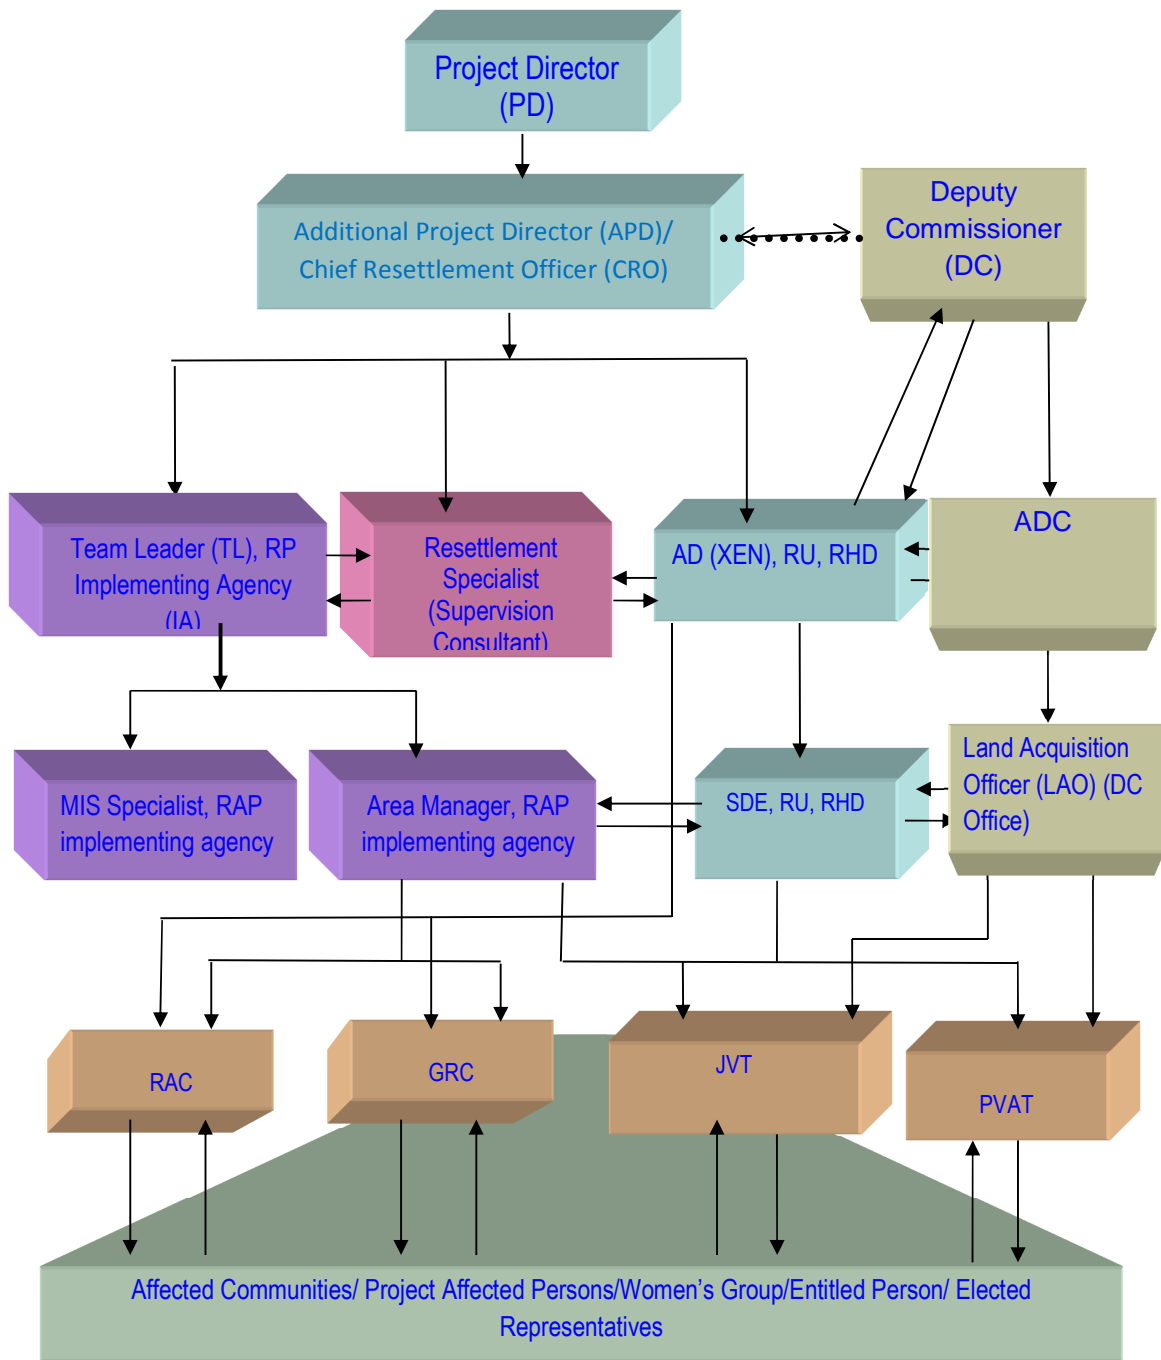 Project Director
(PD)
Additional Project Director (APD)/
Chief Resettlement Officer (CRO)
Deputy
Commissioner
(DC)
Team Leader (TL), RP
Implementing Agency
(IA)
Resettlement
Specialist
(Supervision
Consultant)
AD (XEN), RU, RHD
ADC
MIS Specialist, RAP
implementing agency
Area Manager, RAP
implementing agency
SDE, RU, RHD
Land Acquisition
Officer (LAO) (DC
Office)
RAC
GRC
JVT
PVAT
Affected Communities/ Project Affected Persons/Women’s Group/Entitled Person/ Elected
Representatives